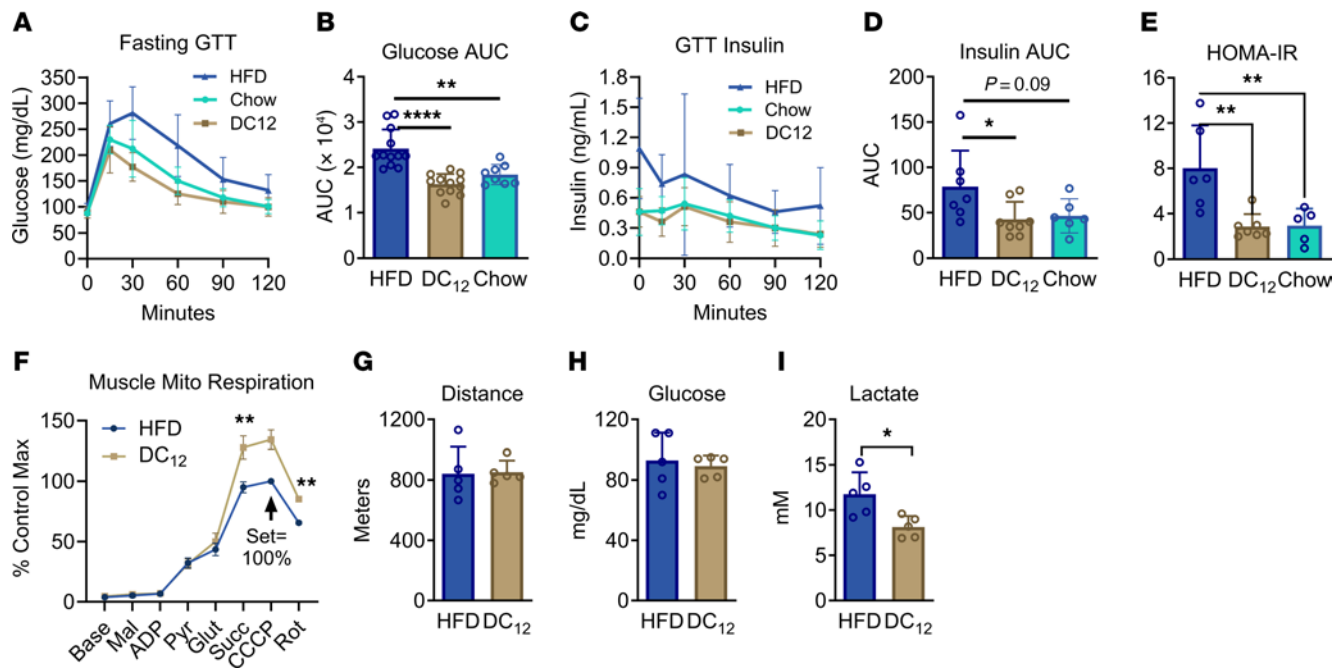 A
Fasting GTT
Glucose (mg/dL)
350
300
250
200
150
100
50
0
HFD
Chow
DC12
0 30 60 90 120
Minutes
B
Glucose AUC
AUC (× 10⁴)
4
3
2
1
0
**
****
HFD DC₁₂ Chow
C
GTT Insulin
Insulin (ng/mL)
1.8
1.5
1.2
0.9
0.6
0.3
0.0
HFD
Chow
DC12
0 30 60 90 120
Minutes
D
Insulin AUC
AUC
200
150
100
50
0
P = 0.09
*
HFD DC₁₂ Chow
E
HOMA-IR
16
12
8
4
0
**
**
HFD DC₁₂ Chow
F
Muscle Mito Respiration
% Control Max
150
100
50
0
HFD
DC₁₂
**
**
Set=
100%
Base Mal ADP Pyr Glut Succ CCCP Rot
G
Distance
Meters
1200
800
400
0
HFD DC₁₂
H
Glucose
mg/dL
120
80
40
0
HFD DC₁₂
I
Lactate
mM
20
15
10
5
0
*
HFD DC₁₂